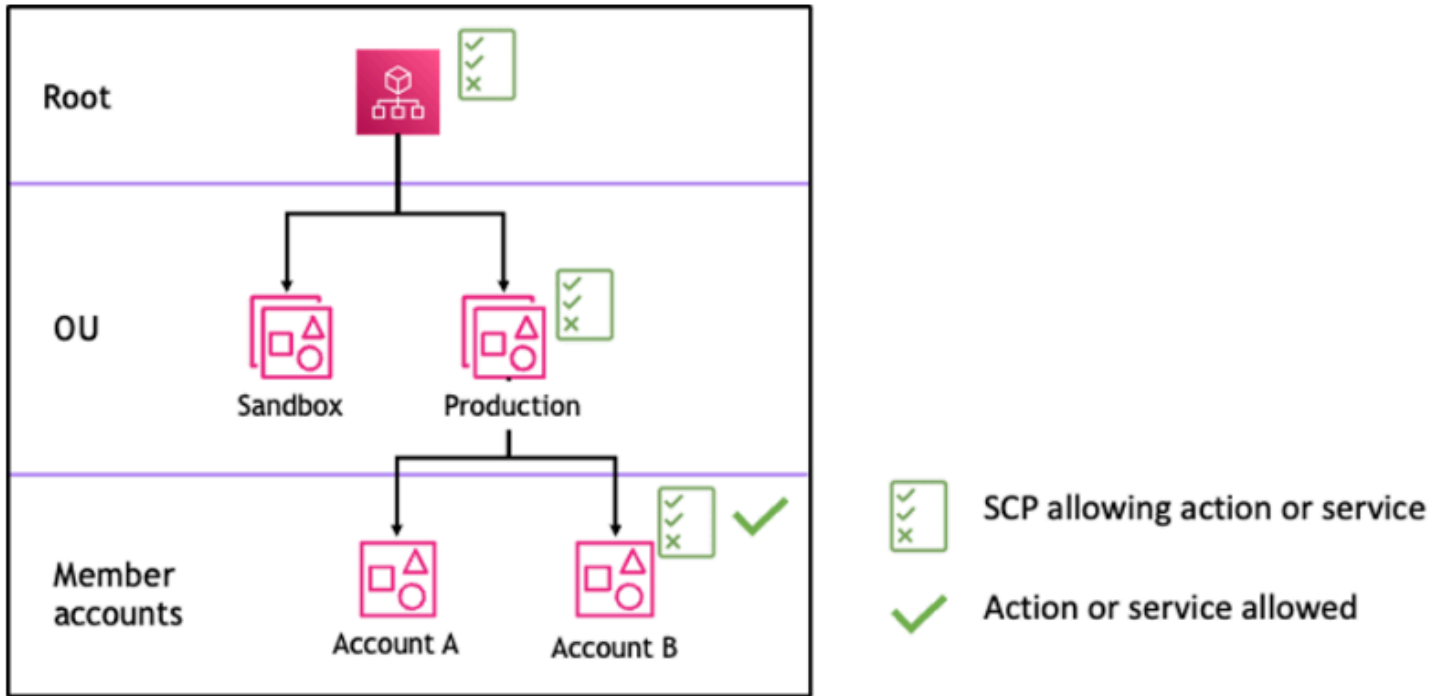 Root
OU
Sandbox
Production
Member
accounts
Account A
Account B
SCP allowing action or service
Action or service allowed